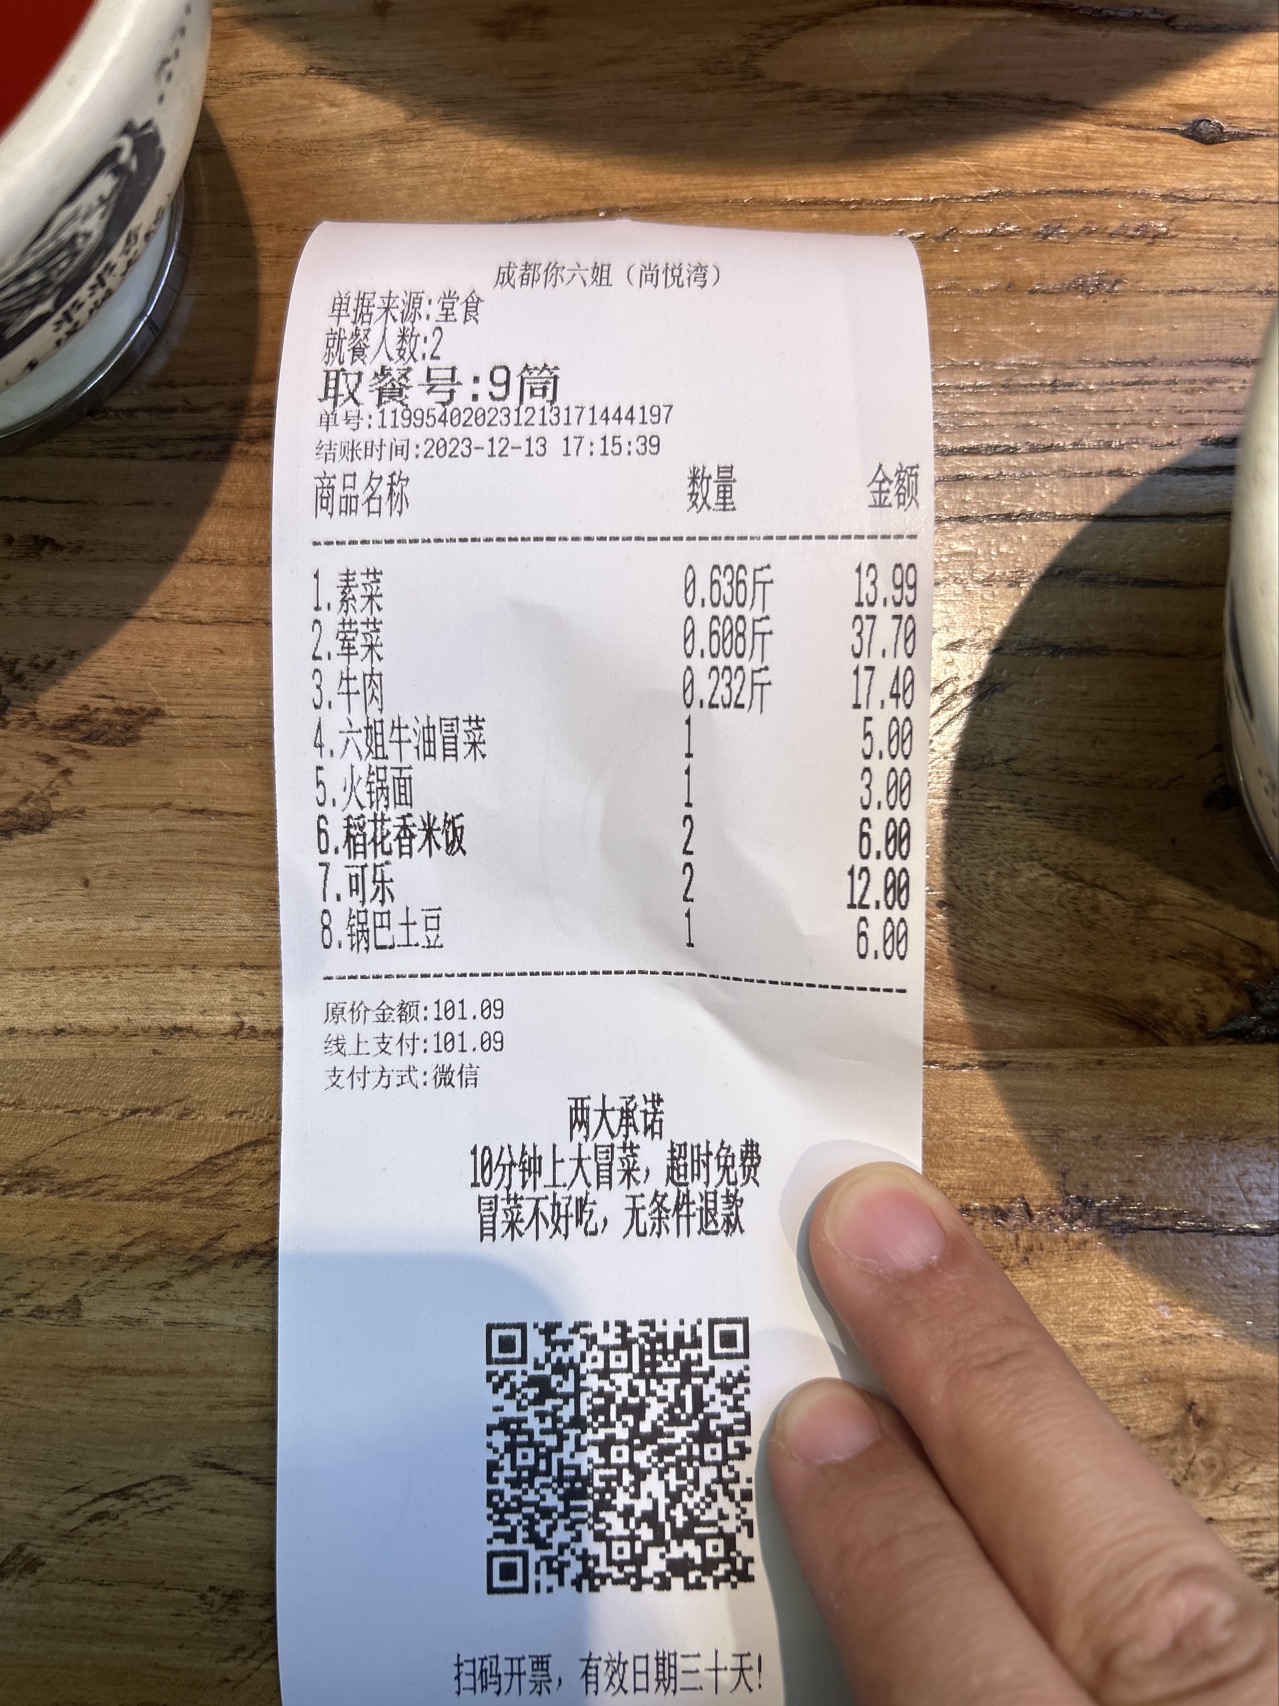 成都你六姐（尚悦湾）
单据来源:堂食
就餐人数:2
取餐号:9筒
单号:119954020231213171444197
结账时间:2023-12-13 17:15:39
商品名称 数量 金额
1.素菜 0.636斤 13.99
2.荤菜 0.608斤 37.70
3.牛肉 0.232斤 17.40
4.六姐牛油冒菜 1 5.00
5.火锅面 1 3.00
6.稻花香米饭 2 6.00
7.可乐 2 12.00
8.锅巴土豆 1 6.00
原价金额:101.09
线上支付:101.09
支付方式:微信
两大承诺
10分钟上大冒菜，超时免费
冒菜不好吃，无条件退款
扫码开票，有效日期三十天!